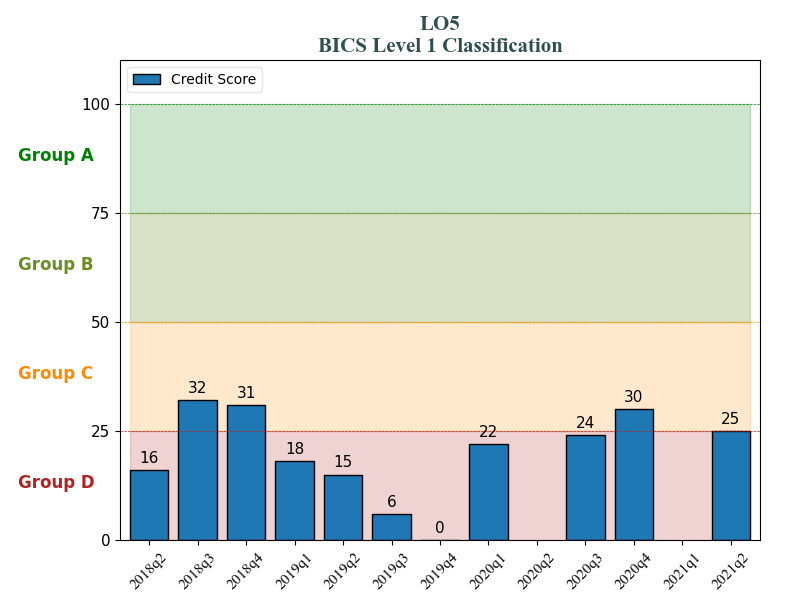 LO5
BICS Level 1 Classification
Credit Score
100
Group A
75
Group B
50
Group C
32
31
30
25
25
24
22
18
16
15
Group D
6
0
0
2018q2 2018q3 2018q4 2019q1 2019q2 2019q3 2019q4 2020q1 2020q2 2020q3 2020q4 2021q1 2021q2